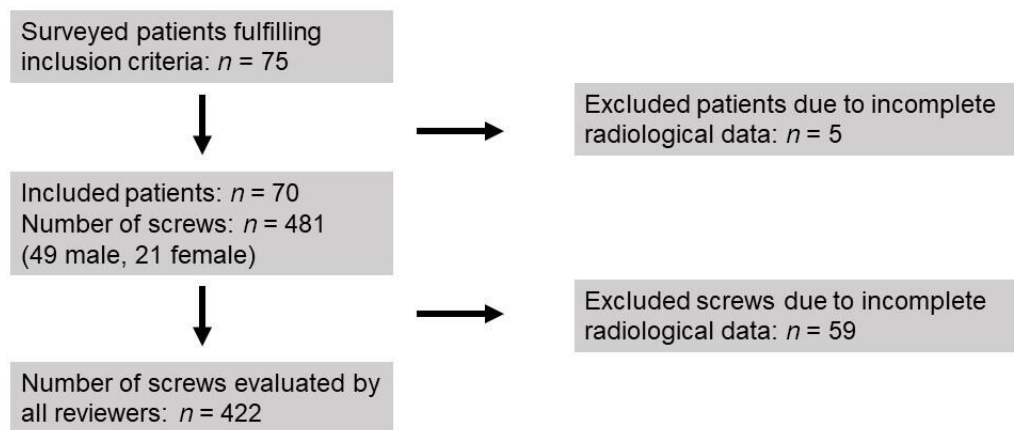 Surveyed patients fulfilling
inclusion criteria: n = 75
Excluded patients due to incomplete
radiological data: n = 5
Included patients: n = 70
Number of screws: n = 481
(49 male, 21 female)
Excluded screws due to incomplete
radiological data: n = 59
Number of screws evaluated by
all reviewers: n = 422